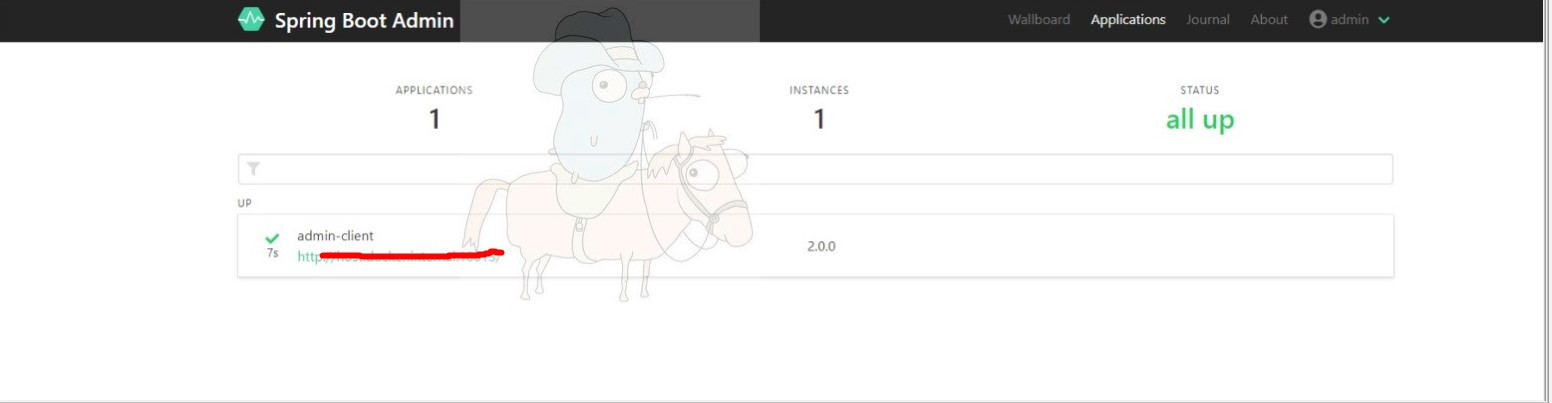 Spring Boot Admin
Wallboard Applications Journal About admin
APPLICATIONS INSTANCES STATUS
1 1 all up
UP
admin-client
7s
http
2.0.0